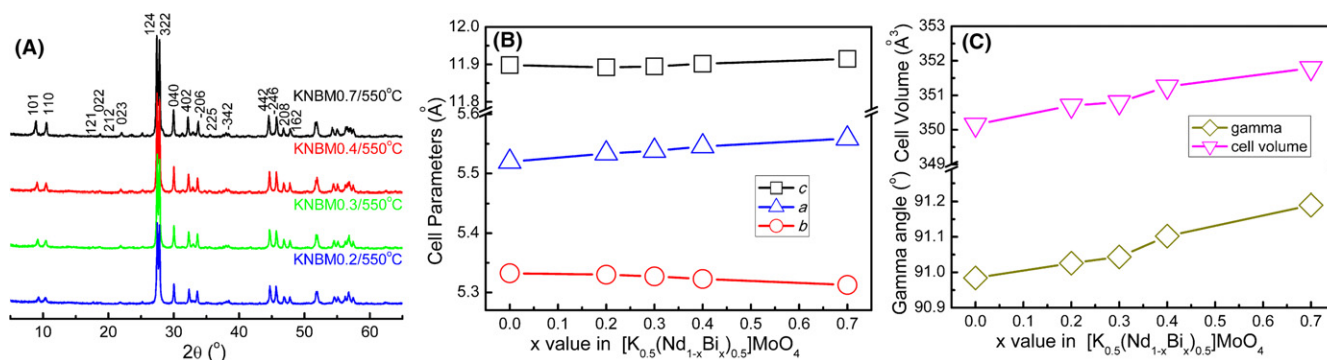 (A)
124
322
101
110
121
022
212
023
040
402
-206
225
-342
442
-246
208
162
KNBM0.7/550°C
KNBM0.4/550°C
KNBM0.3/550°C
KNBM0.2/550°C
5 10 20 30 40 50 60
2θ (°)
(B)
Cell Parameters (Å)
12.0
11.9
11.8
5.6
5.5
5.4
5.3
c
a
b
0.0 0.1 0.2 0.3 0.4 0.5 0.6 0.7
x value in [K0.5(Nd1-xBix)0.5]MoO4
(C)
Gamma angle (°) Cell Volume (Å3)
353
352
351
350
349
91.2
91.1
91.0
90.9
gamma
cell volume
0.0 0.1 0.2 0.3 0.4 0.5 0.6 0.7
x value in [K0.5(Nd1-xBix)0.5]MoO4